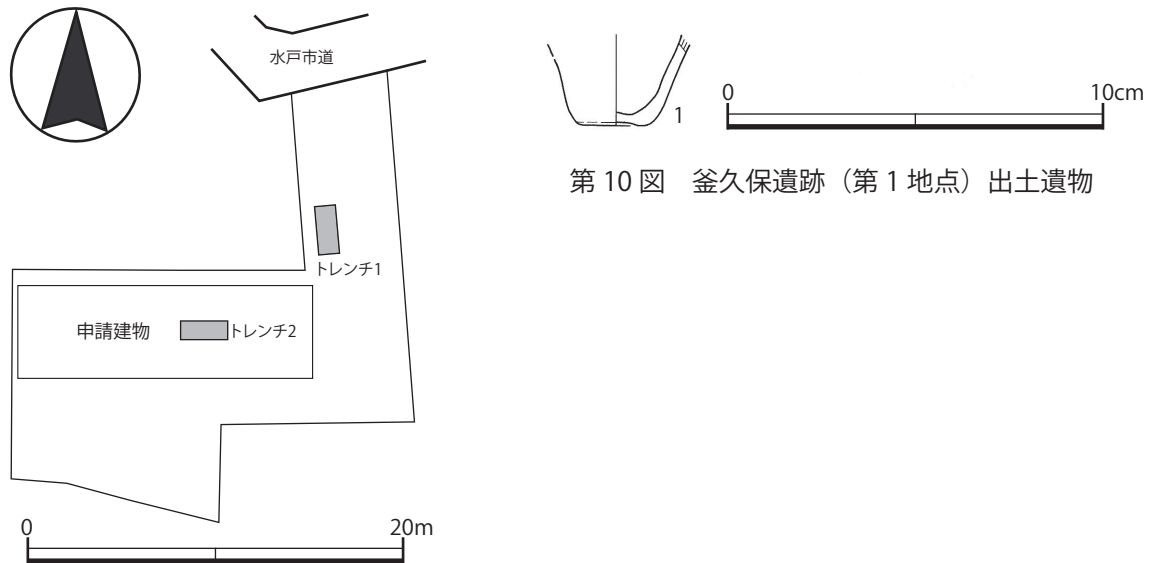 水戸市道
トレンチ1
申請建物
トレンチ2
0 20m
1
0 10cm
第 10 図　釜久保遺跡（第 1 地点）出土遺物